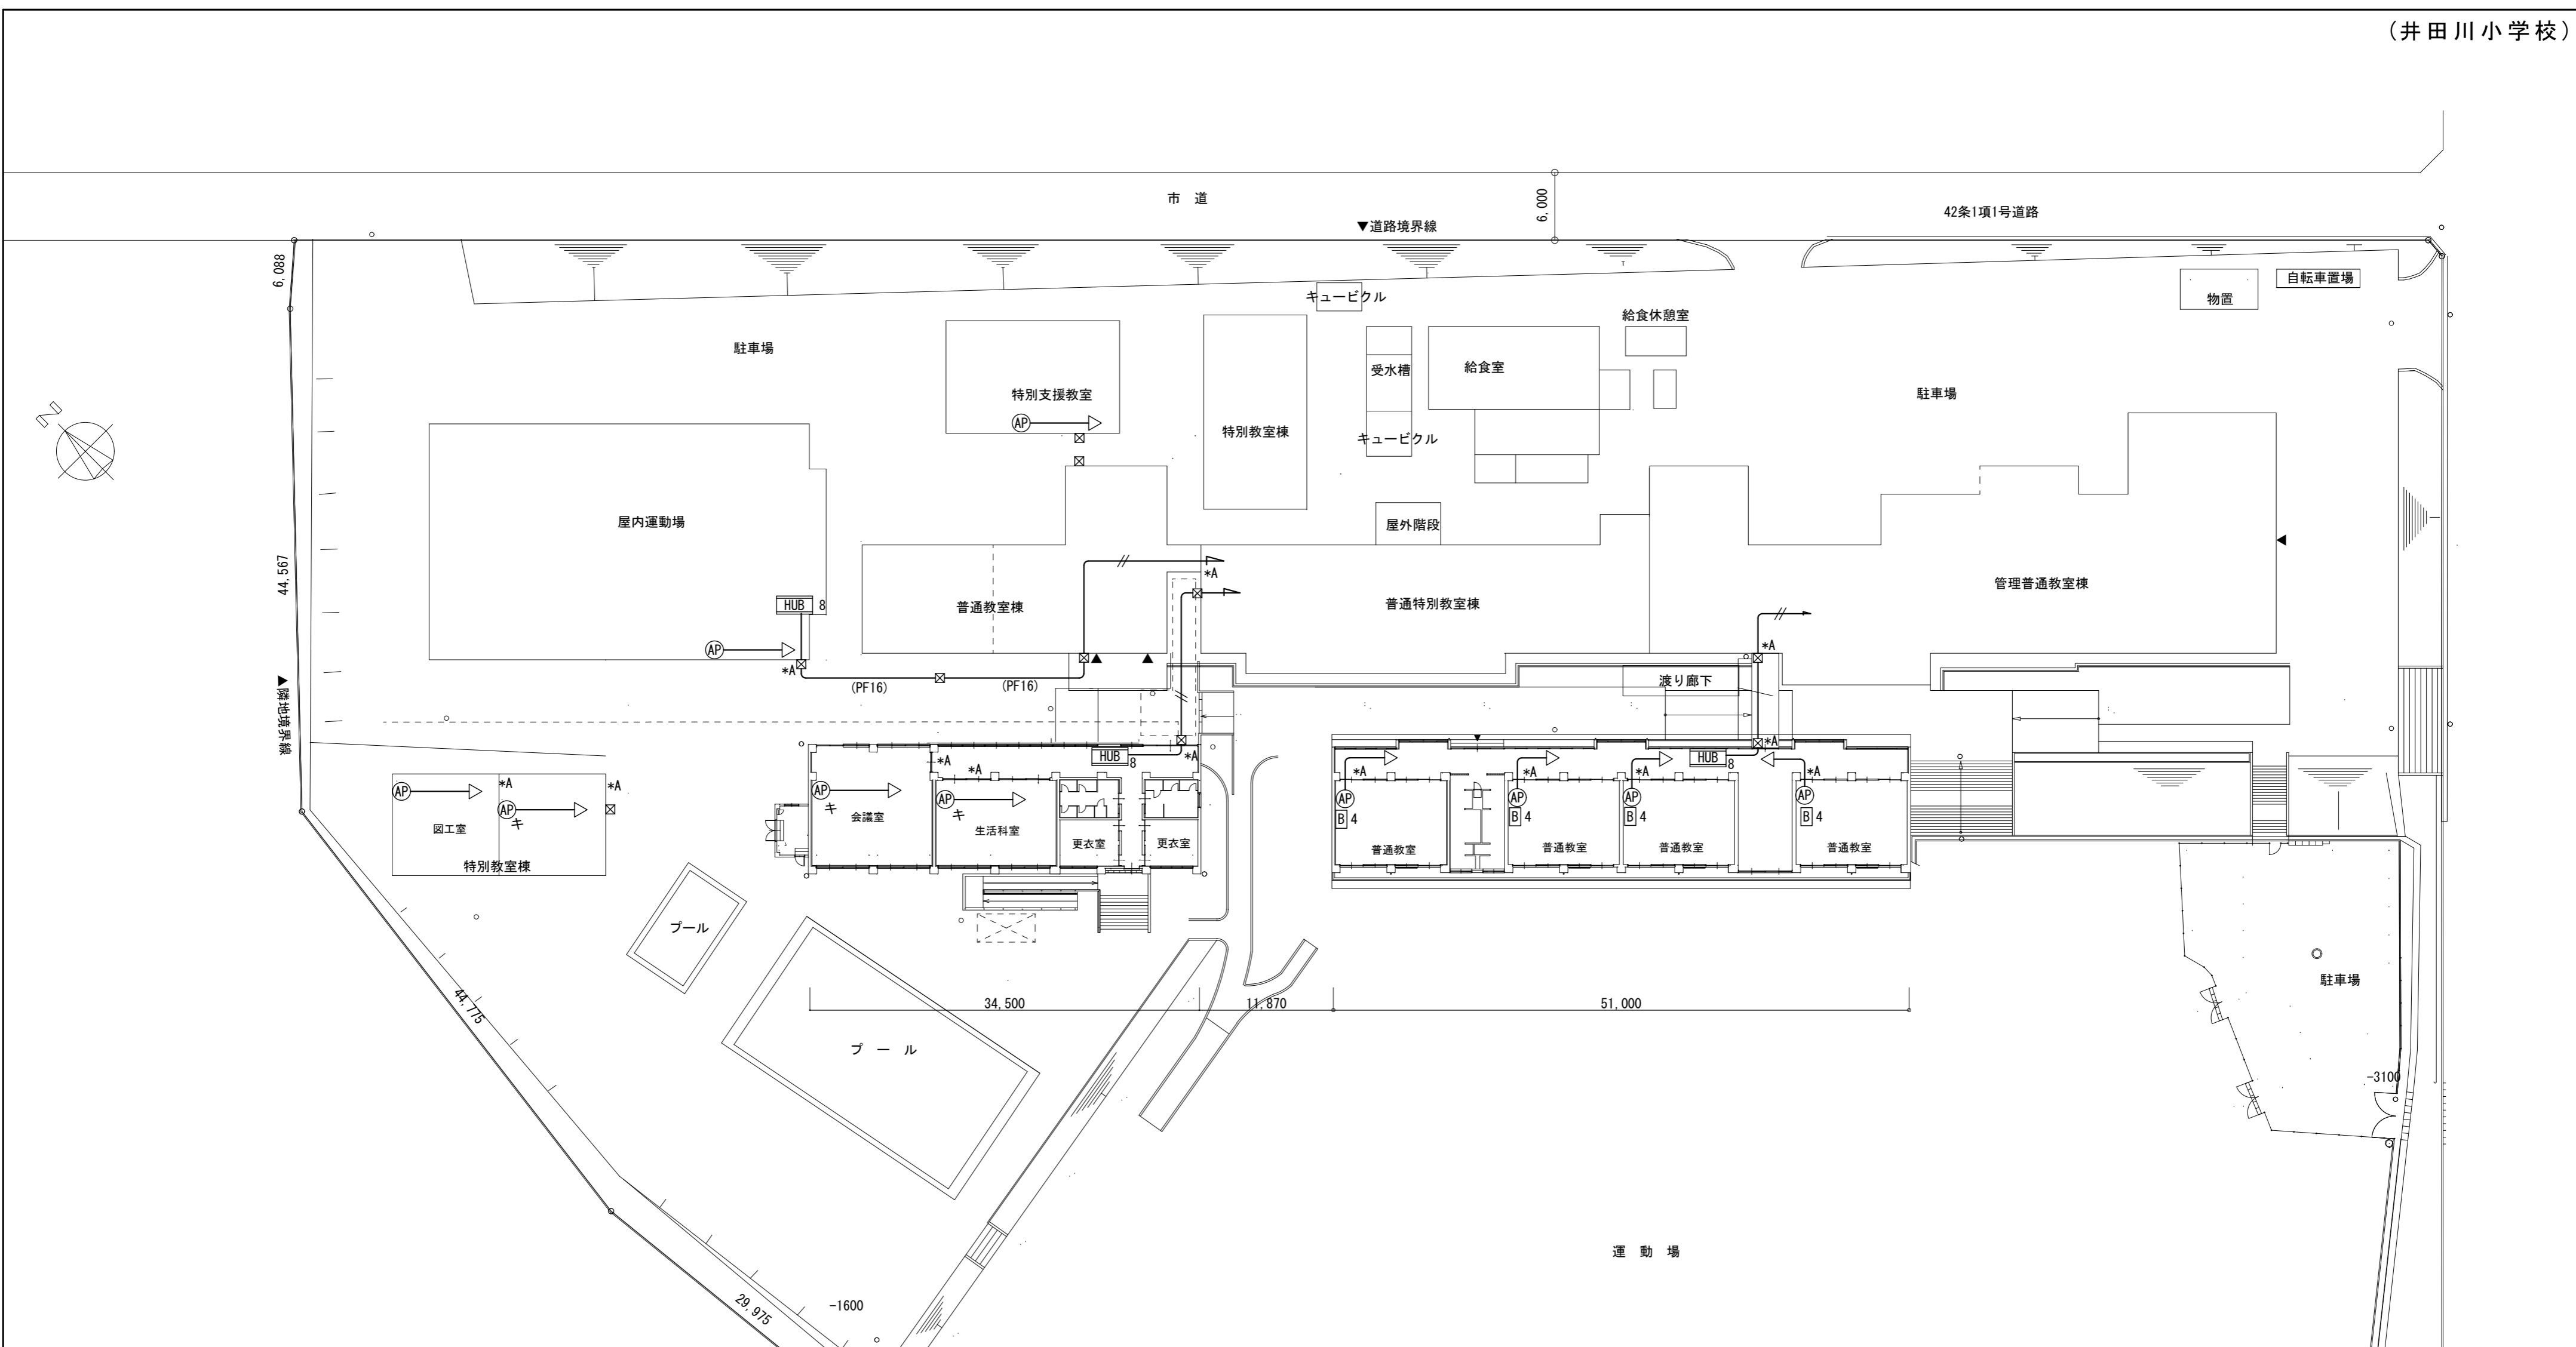 (井田川小学校)
市 道
6,000
42条1項1号道路
▼道路境界線
6,088
自転車置場
物置
キュービクル
給食休憩室
駐車場
受水槽
給食室
特別支援教室
AP
駐車場
N
特別教室棟
キュービクル
屋内運動場
屋外階段
44,567
*A
管理普通教室棟
HUB 8
普通教室棟
普通特別教室棟
AP
*A
*A
(PF16)
(PF16)
渡り廊下
▼隣地境界線
*A
*A
*A
HUB 8
*A
HUB 8
*A
*A
*A
*A
*A
*A
AP
AP
キ
AP
キ
AP
キ
AP
B 4
AP
B 4
AP
B 4
AP
B 4
図工室
会議室
生活科室
更衣室
更衣室
普通教室
普通教室
普通教室
普通教室
特別教室棟
プール
駐車場
44,775
34,500
11,870
51,000
プ ー ル
-3100
運 動 場
29,975
-1600